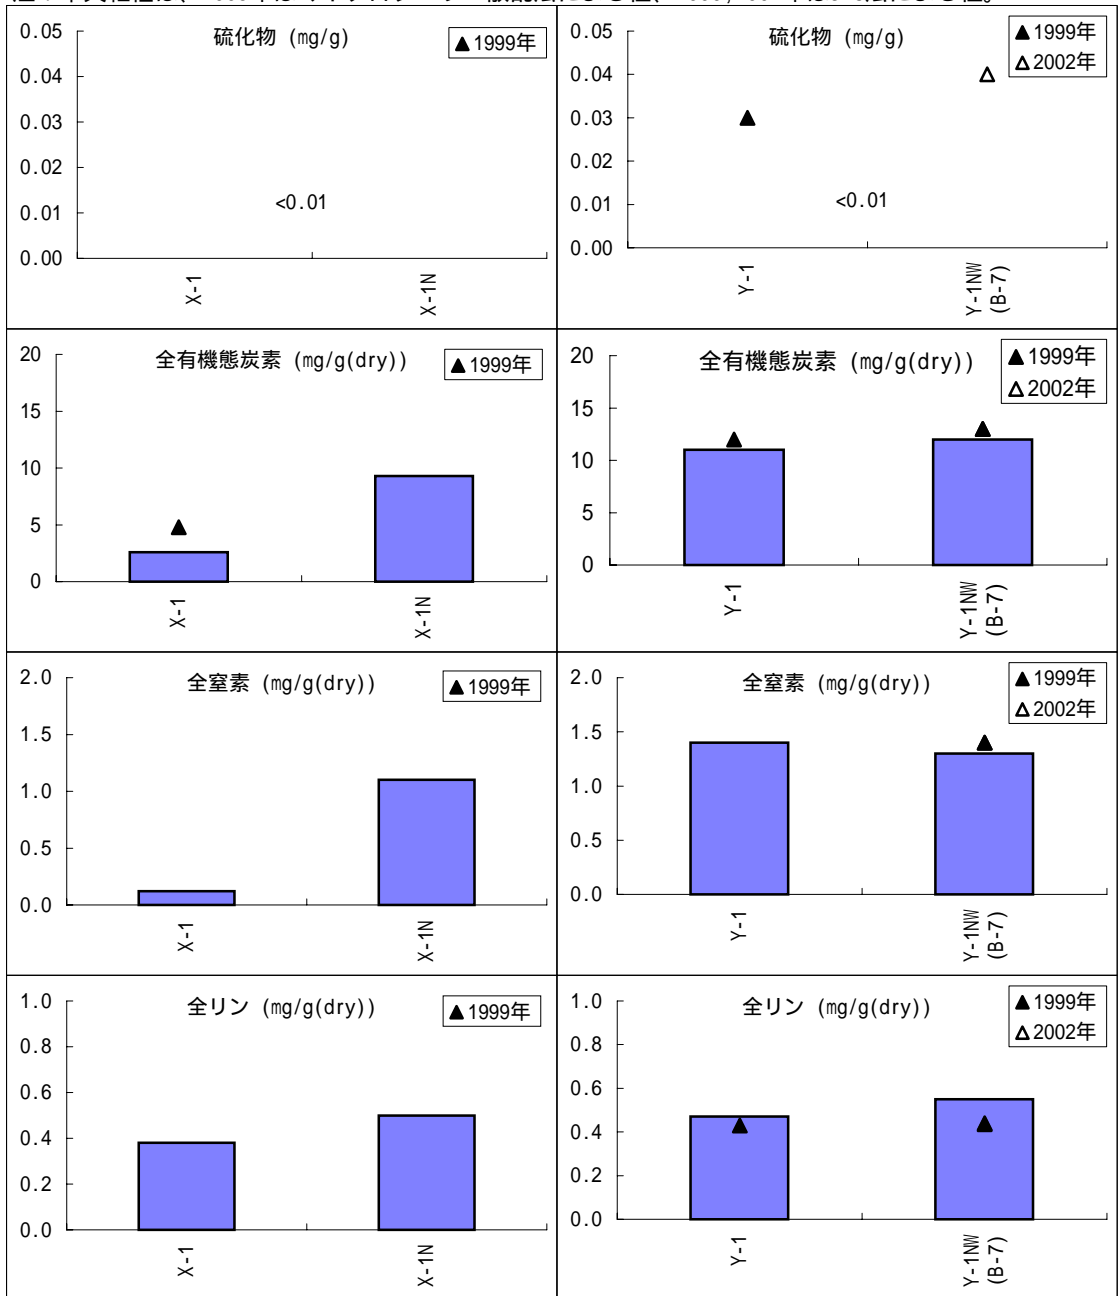 硫化物 (mg/g)
▲1999年
0.05
0.04
0.03
0.02
0.01
0.00
<0.01
X-1
X-1N
硫化物 (mg/g)
▲1999年
△2002年
0.05
0.04
0.03
0.02
0.01
0.00
<0.01
Y-1
Y-1NW
(B-7)
全有機態炭素 (mg/g(dry))
▲1999年
20
15
10
5
0
X-1
X-1N
全有機態炭素 (mg/g(dry))
▲1999年
△2002年
20
15
10
5
0
Y-1
Y-1NW
(B-7)
全窒素 (mg/g(dry))
▲1999年
2.0
1.5
1.0
0.5
0.0
X-1
X-1N
全窒素 (mg/g(dry))
▲1999年
△2002年
2.0
1.5
1.0
0.5
0.0
Y-1
Y-1NW
(B-7)
全リン (mg/g(dry))
▲1999年
1.0
0.8
0.6
0.4
0.2
0.0
X-1
X-1N
全リン (mg/g(dry))
▲1999年
△2002年
1.0
0.8
0.6
0.4
0.2
0.0
Y-1
Y-1NW
(B-7)